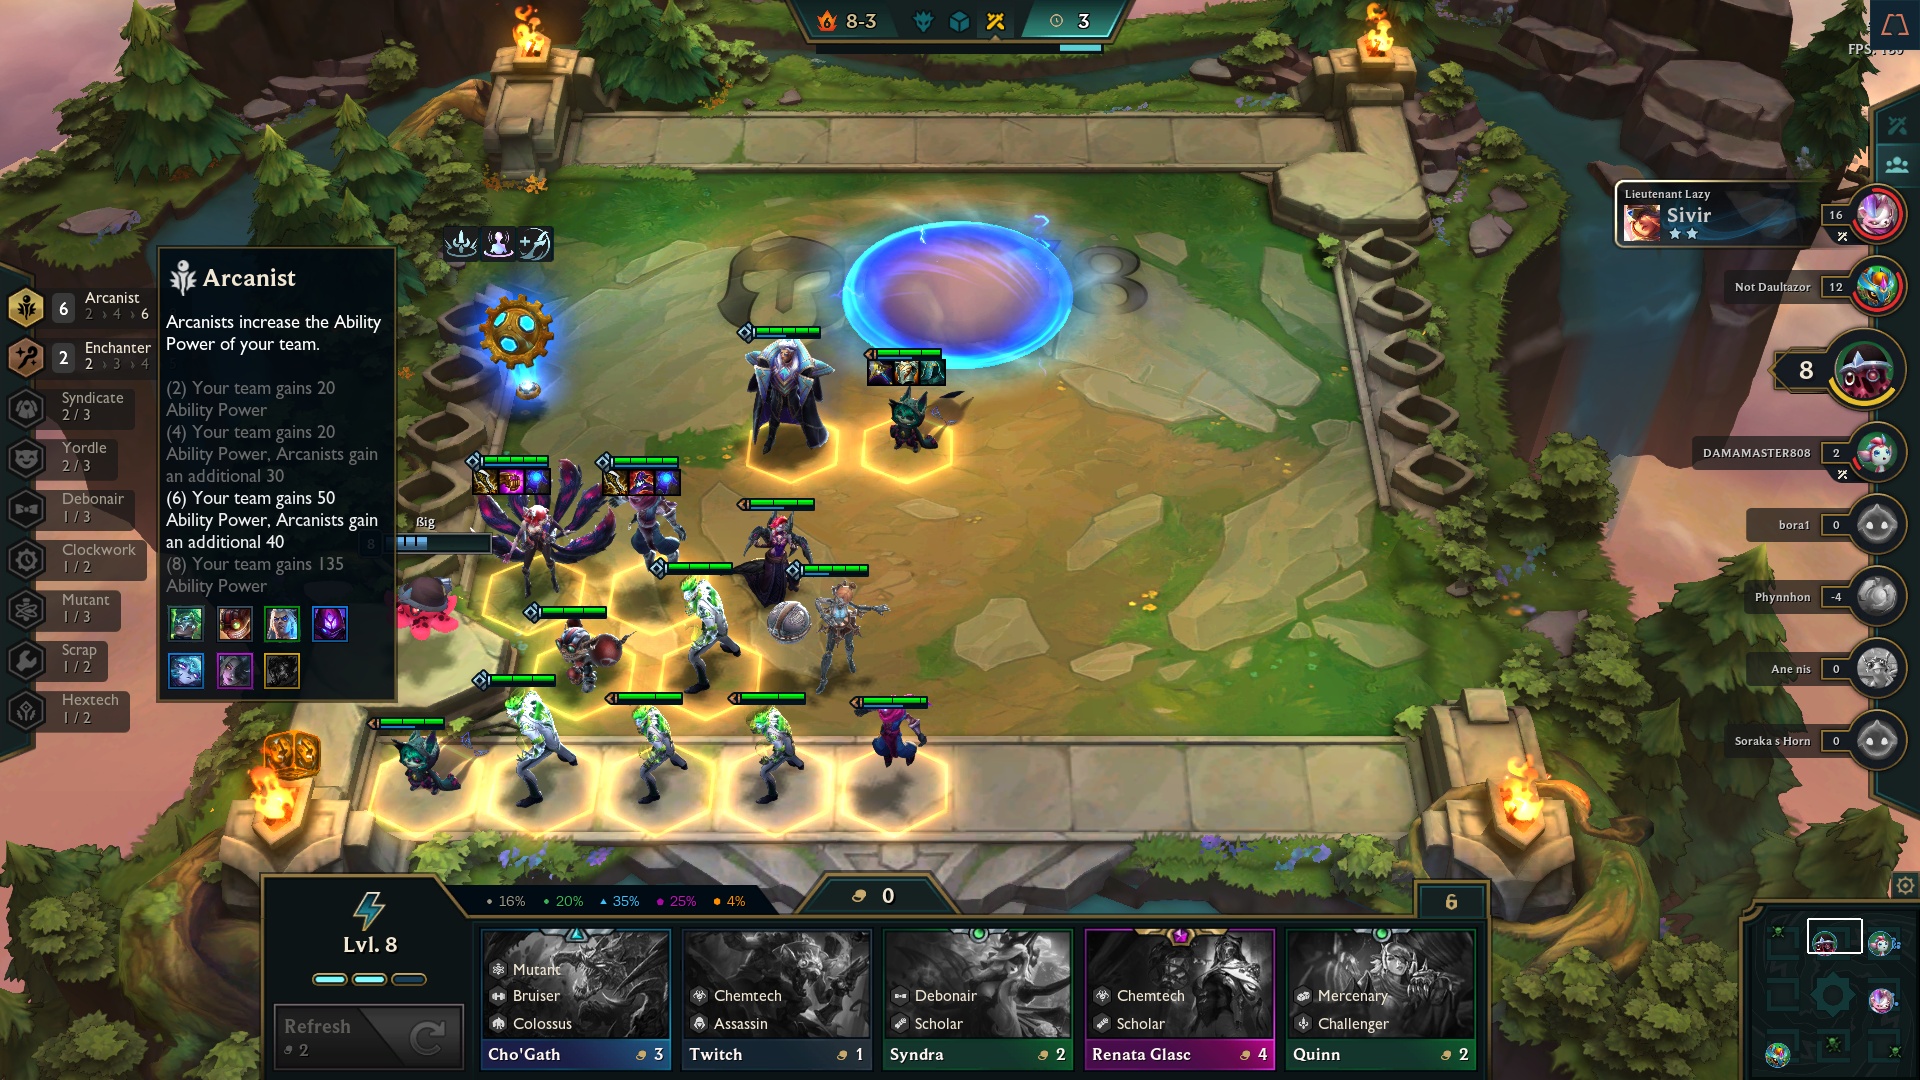 8-3
3
FPS:
Lieutenant Lazy
Sivir
16
Not Daultazor
12
8
DAMAMASTER808
2
bora1
0
Phynnhon
-4
Ane nis
0
Soraka s Horn
0
6
Arcanist
2 › 4 › 6
2
Enchanter
2 › 3 › 4
Syndicate
2 / 3
Yordle
2 / 3
Debonair
1 / 3
Clockwork
1 / 2
Mutant
1 / 3
Scrap
1 / 2
Hextech
1 / 2
Arcanist
Arcanists increase the Ability
Power of your team.
(2) Your team gains 20
Ability Power
(4) Your team gains 20
Ability Power, Arcanists gain
an additional 30
(6) Your team gains 50
Ability Power, Arcanists gain
an additional 40
(8) Your team gains 135
Ability Power
8
Lvl. 8
16%
20%
35%
25%
4%
0
6
Refresh
2
Mutant
Bruiser
Colossus
Cho'Gath
3
Chemtech
Assassin
Twitch
1
Debonair
Scholar
Syndra
2
Chemtech
Scholar
Renata Glasc
4
Mercenary
Challenger
Quinn
2